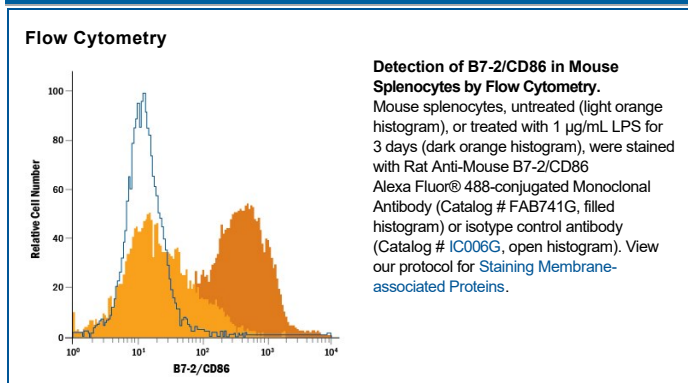 Flow Cytometry
Relative Cell Number
100
80
60
40
20
0
10⁰
10¹
10²
10³
10⁴
B7-2/CD86
Detection of B7-2/CD86 in Mouse
Splenocytes by Flow Cytometry.
Mouse splenocytes, untreated (light orange
histogram), or treated with 1 µg/mL LPS for
3 days (dark orange histogram), were stained
with Rat Anti-Mouse B7-2/CD86
Alexa Fluor® 488-conjugated Monoclonal
Antibody (Catalog # FAB741G, filled
histogram) or isotype control antibody
(Catalog # IC006G, open histogram). View
our protocol for Staining Membrane-
associated Proteins.